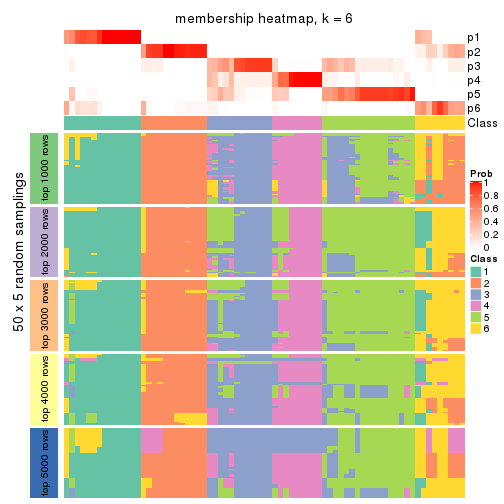 membership heatmap, k = 6
p1
p2
p3
p4
p5
p6
Class
50 x 5 random samplings
top 1000 rows
top 2000 rows
top 3000 rows
top 4000 rows
top 5000 rows
Prob
1
0.8
0.6
0.4
0.2
0
Class
1
2
3
4
5
6